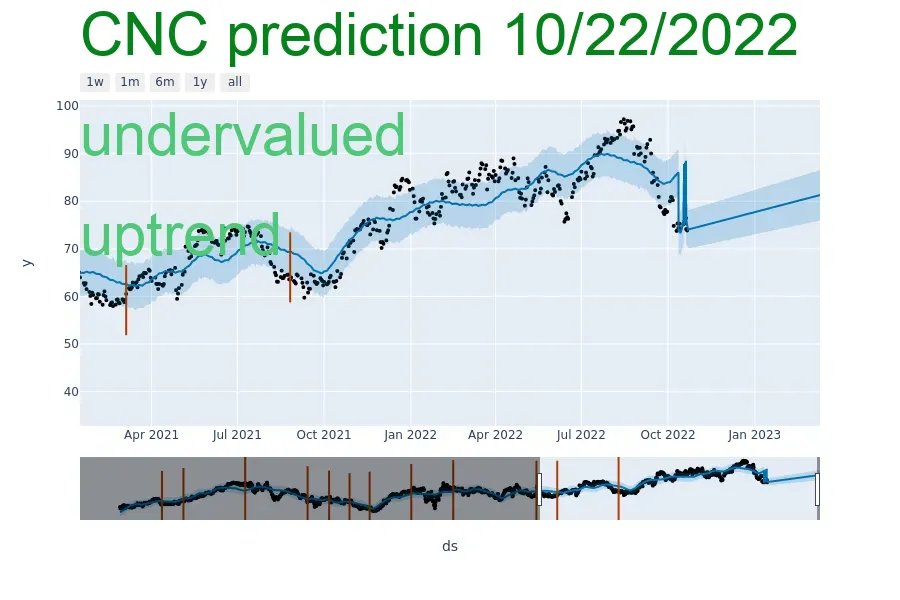 CNC prediction 10/22/2022
1w 1m 6m 1y all
100
undervalued
90
80
uptrend
70
y
60
50
40
Apr 2021 Jul 2021 Oct 2021 Jan 2022 Apr 2022 Jul 2022 Oct 2022 Jan 2023
ds